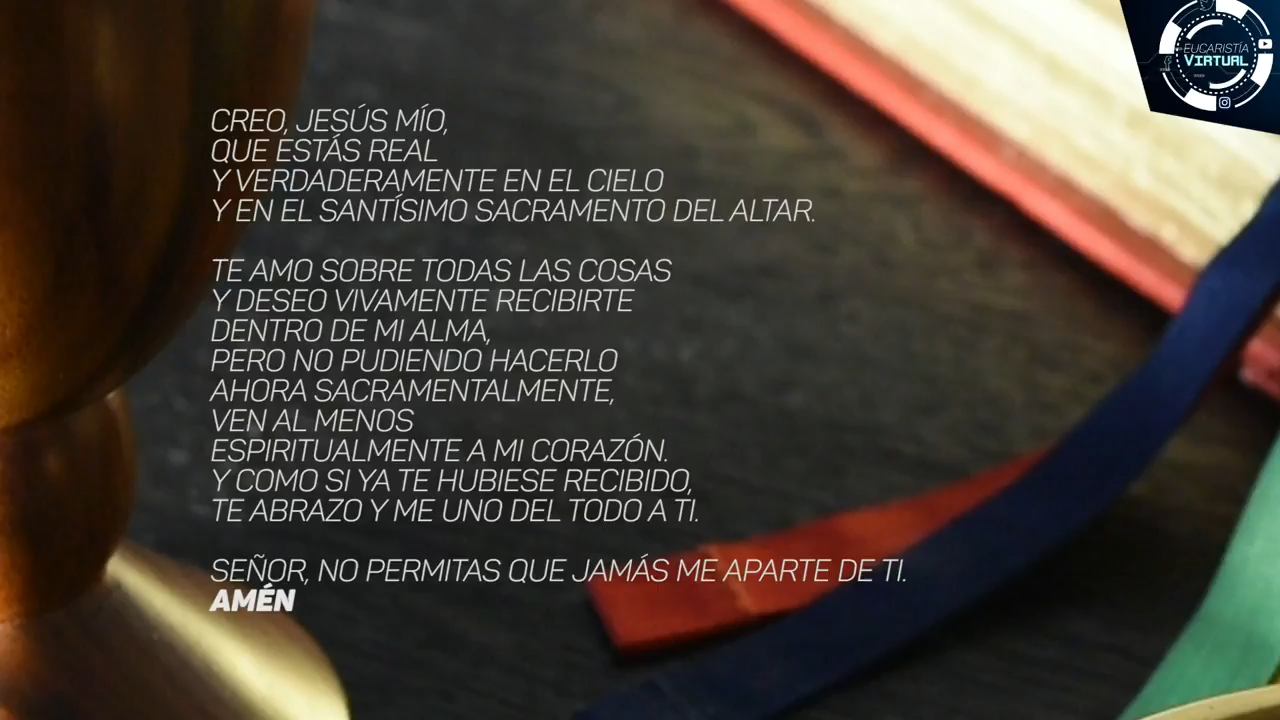 EUCARISTÍA
VIRTUAL
CREO, JESÚS MÍO,
QUE ESTÁS REAL
Y VERDADERAMENTE EN EL CIELO
Y EN EL SANTÍSIMO SACRAMENTO DEL ALTAR.
TE AMO SOBRE TODAS LAS COSAS
Y DESEO VIVAMENTE RECIBIRTE
DENTRO DE MI ALMA,
PERO NO PUDIENDO HACERLO
AHORA SACRAMENTALMENTE,
VEN AL MENOS
ESPIRITUALMENTE A MI CORAZÓN.
Y COMO SI YA TE HUBIESE RECIBIDO,
TE ABRAZO Y ME UNO DEL TODO A TI.
SEÑOR, NO PERMITAS QUE JAMÁS ME APARTE DE TI.
AMÉN